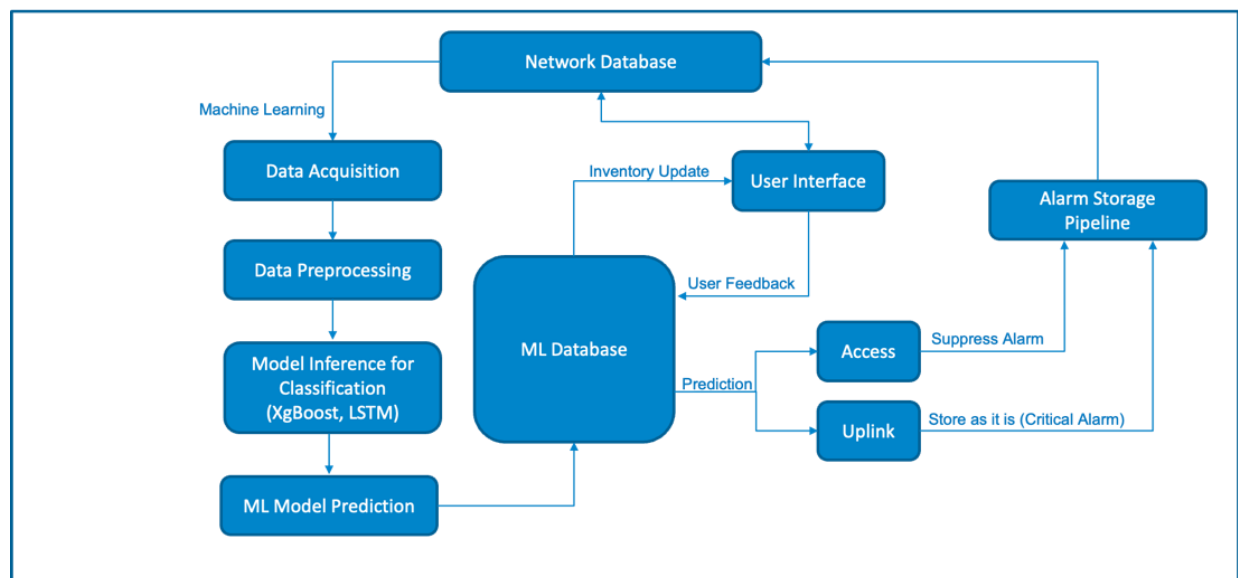 Network Database
Machine Learning
Data Acquisition
Inventory Update
User Interface
Alarm Storage
Pipeline
Data Preprocessing
User Feedback
ML Database
Model Inference for
Classification
(XgBoost, LSTM)
Access
Suppress Alarm
Prediction
Uplink
Store as it is (Critical Alarm)
ML Model Prediction